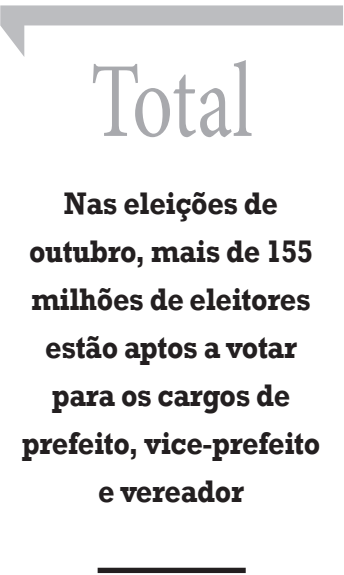 Total
Nas eleições de
outubro, mais de 155
milhões de eleitores
estão aptos a votar
para os cargos de
prefeito, vice-prefeito
e vereador